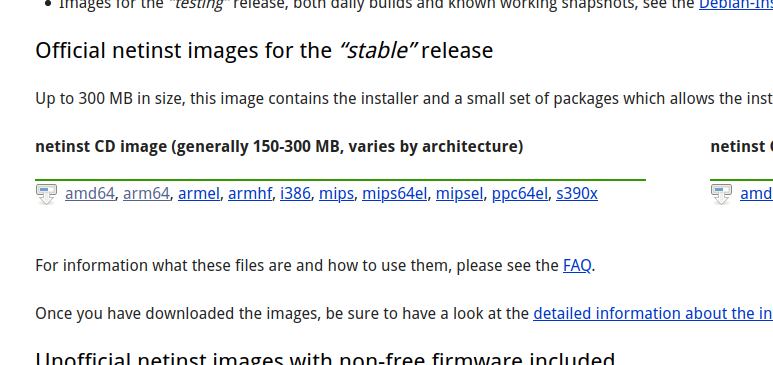 Images for the "testing" release, both daily builds and known working snapshots, see the Debian-Ins
Official netinst images for the “stable” release
Up to 300 MB in size, this image contains the installer and a small set of packages which allows the inst
netinst CD image (generally 150-300 MB, varies by architecture)
netinst
amd64, arm64, armel, armhf, i386, mips, mips64el, mipsel, ppc64el, s390x
amd
For information what these files are and how to use them, please see the FAQ.
Once you have downloaded the images, be sure to have a look at the detailed information about the in
Unofficial netinst images with non-free firmware included